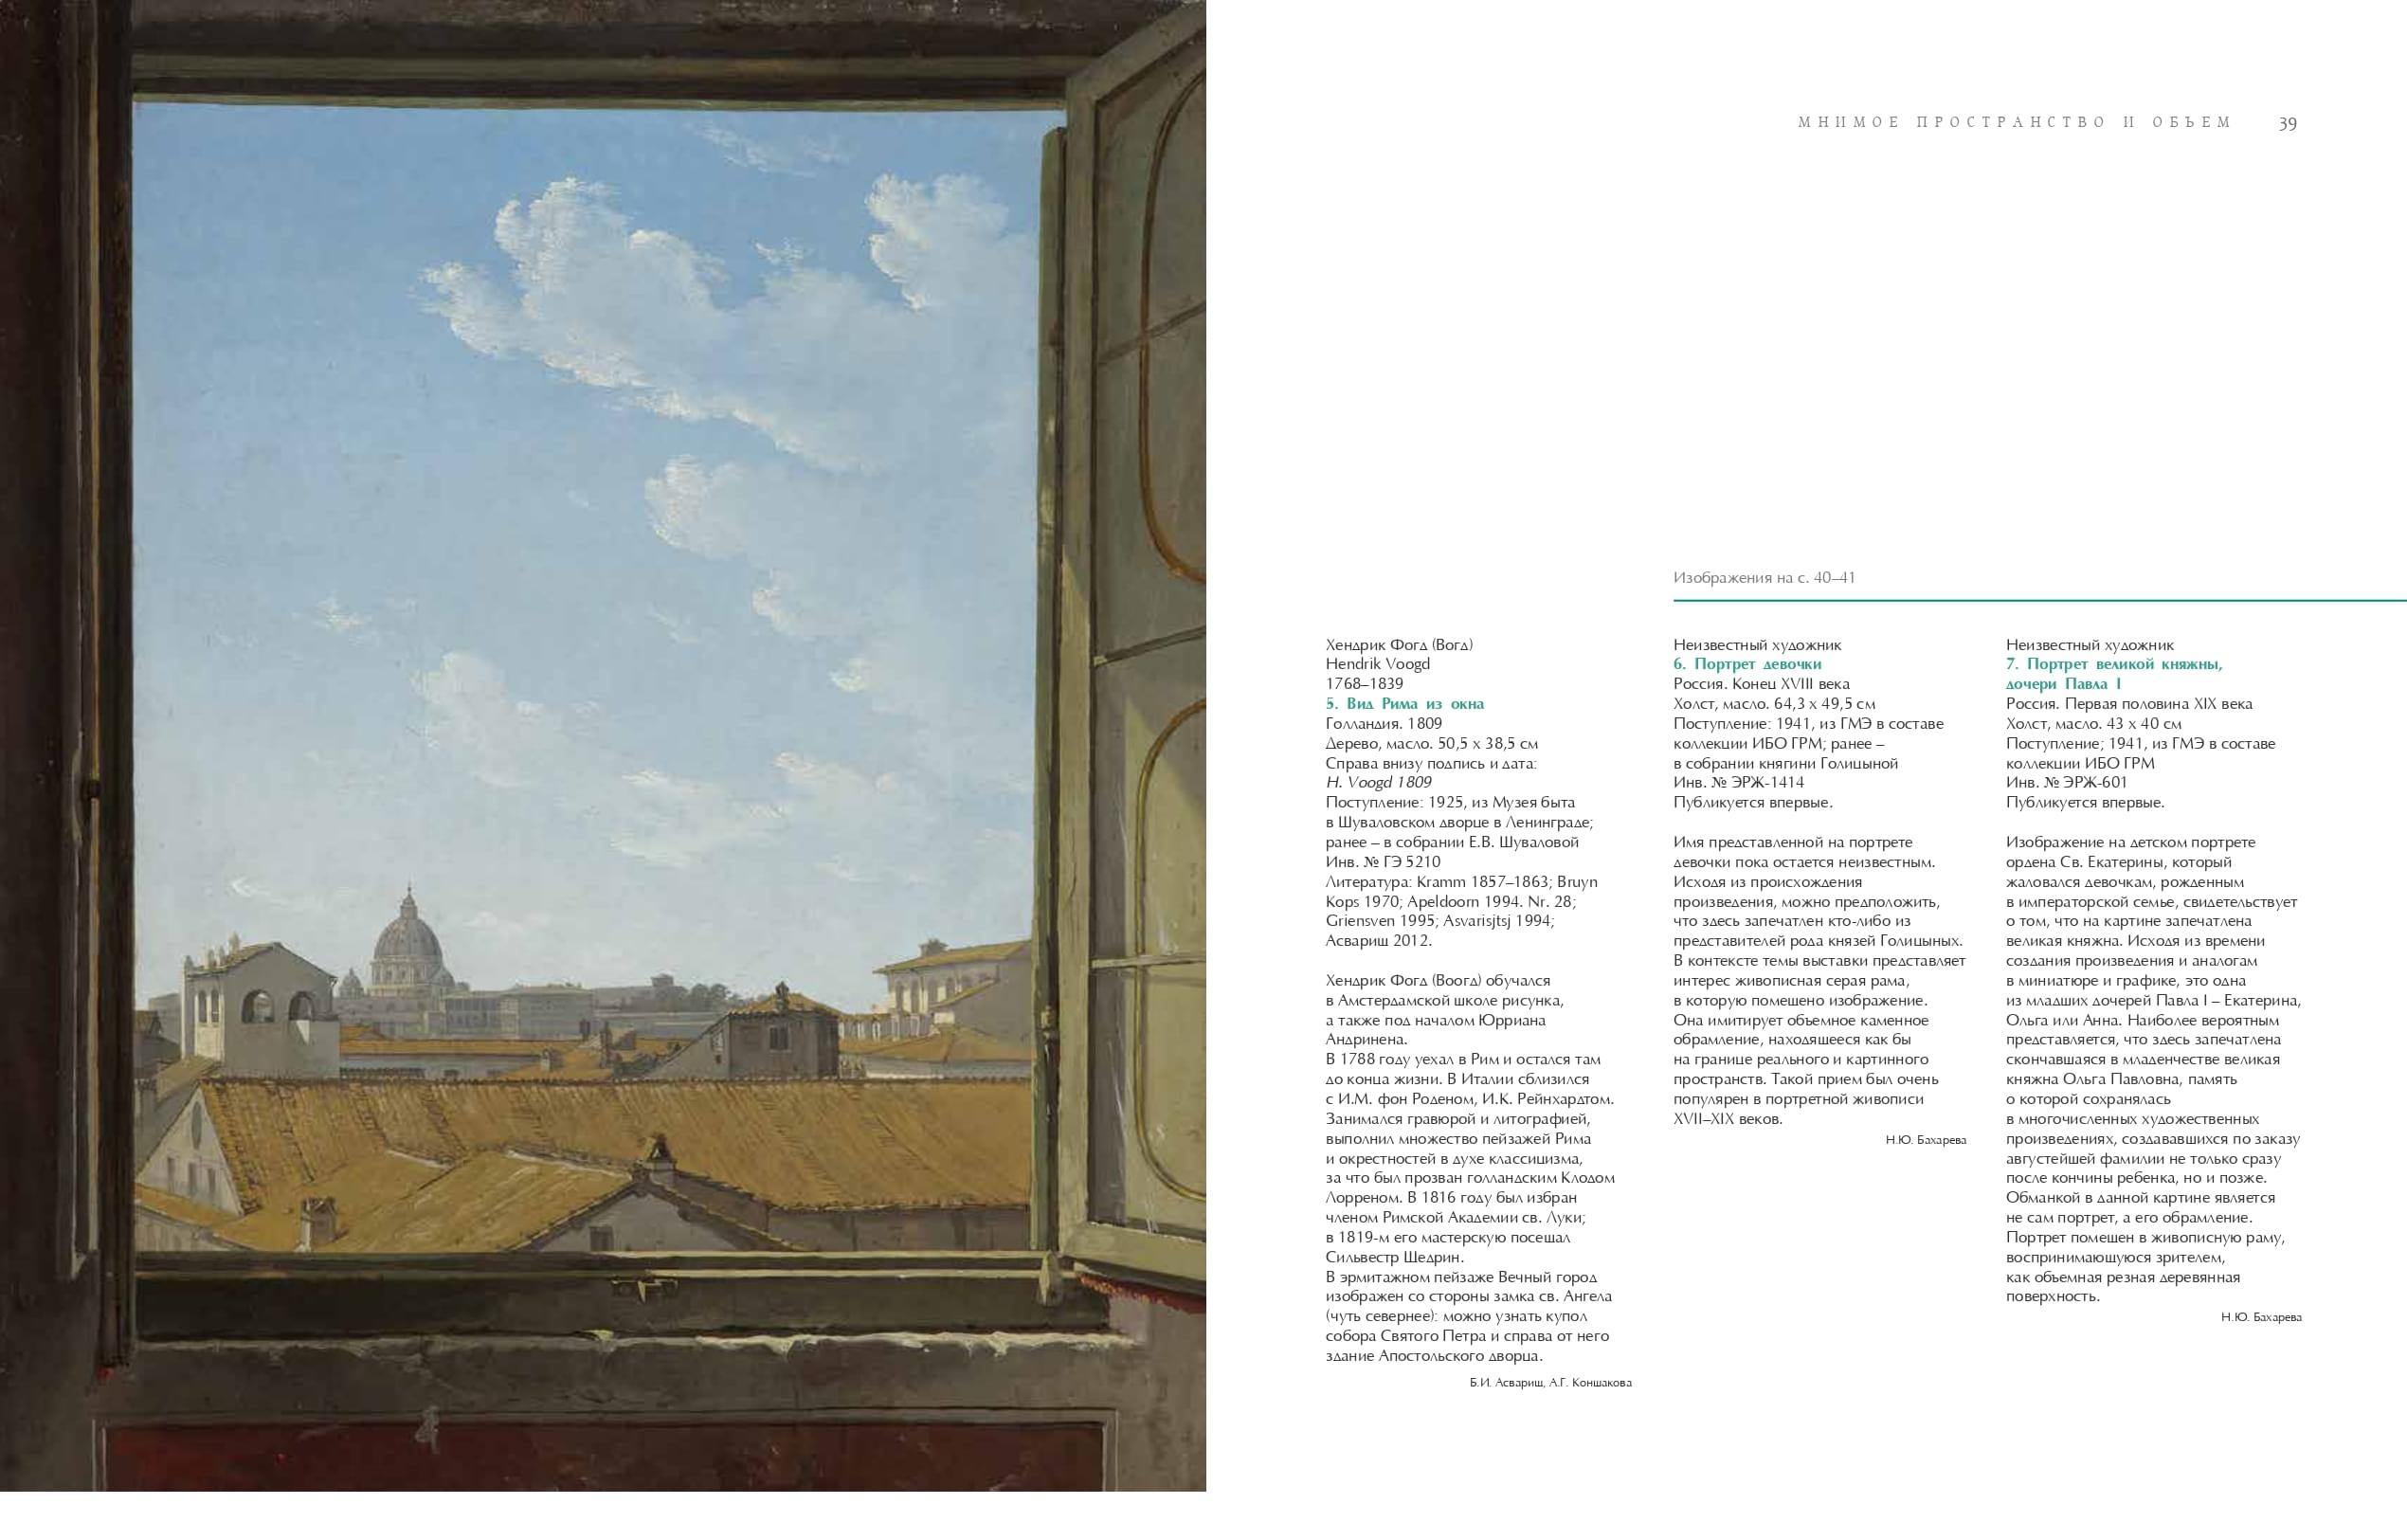 МНИМОЕ ПРОСТРАНСТВО И ОБЪЕМ 39
Изображения на с. 40–41
Хендрик Фогд (Вогд)
Hendrik Voogd
1768–1839
5. Вид Рима из окна
Голландия. 1809
Дерево, масло. 50,5 х 38,5 см
Справа внизу подпись и дата:
H. Voogd 1809
Поступление: 1925, из Музея быта
в Шуваловском дворце в Ленинграде;
ранее – в собрании Е.В. Шуваловой
Инв. № ГЭ 5210
Литература: Kramm 1857–1863; Bruyn
Kops 1970; Apeldoorn 1994. Nr. 28;
Griensven 1995; Asvarisjtsj 1994;
Асвариш 2012.
Хендрик Фогд (Воогд) обучался
в Амстердамской школе рисунка,
а также под началом Юрриана
Андринена.
В 1788 году уехал в Рим и остался там
до конца жизни. В Италии сблизился
с И.М. фон Роденом, И.К. Рейнхардтом.
Занимался гравюрой и литографией,
выполнил множество пейзажей Рима
и окрестностей в духе классицизма,
за что был прозван голландским Клодом
Лорреном. В 1816 году был избран
членом Римской Академии св. Луки;
в 1819-м его мастерскую посещал
Сильвестр Щедрин.
В эрмитажном пейзаже Вечный город
изображен со стороны замка св. Ангела
(чуть севернее): можно узнать купол
собора Святого Петра и справа от него
здание Апостольского дворца.
Б.И. Асвариш, А.Г. Коншакова
Неизвестный художник
6. Портрет девочки
Россия. Конец XVIII века
Холст, масло. 64,3 х 49,5 см
Поступление: 1941, из ГМЭ в составе
коллекции ИБО ГРМ; ранее –
в собрании княгини Голицыной
Инв. № ЭРЖ-1414
Публикуется впервые.
Имя представленной на портрете
девочки пока остается неизвестным.
Исходя из происхождения
произведения, можно предположить,
что здесь запечатлен кто-либо из
представителей рода князей Голицыных.
В контексте темы выставки представляет
интерес живописная серая рама,
в которую помещено изображение.
Она имитирует объемное каменное
обрамление, находящееся как бы
на границе реального и картинного
пространств. Такой прием был очень
популярен в портретной живописи
XVII–XIX веков.
Н.Ю. Бахарева
Неизвестный художник
7. Портрет великой княжны,
дочери Павла I
Россия. Первая половина XIX века
Холст, масло. 43 х 40 см
Поступление; 1941, из ГМЭ в составе
коллекции ИБО ГРМ
Инв. № ЭРЖ-601
Публикуется впервые.
Изображение на детском портрете
ордена Св. Екатерины, который
жаловался девочкам, рожденным
в императорской семье, свидетельствует
о том, что на картине запечатлена
великая княжна. Исходя из времени
создания произведения и аналогам
в миниатюре и графике, это одна
из младших дочерей Павла I – Екатерина,
Ольга или Анна. Наиболее вероятным
представляется, что здесь запечатлена
скончавшаяся в младенчестве великая
княжна Ольга Павловна, память
о которой сохранялась
в многочисленных художественных
произведениях, создававшихся по заказу
августейшей фамилии не только сразу
после кончины ребенка, но и позже.
Обманкой в данной картине является
не сам портрет, а его обрамление.
Портрет помещен в живописную раму,
воспринимающуюся зрителем,
как объемная резная деревянная
поверхность.
Н.Ю. Бахарева